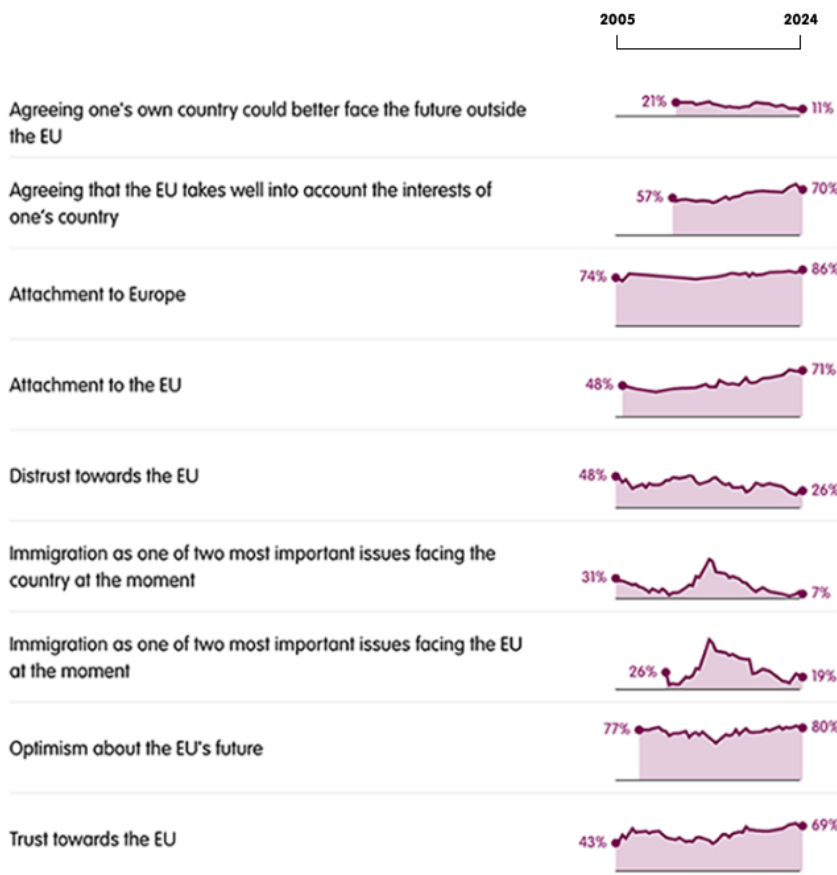 2005 2024
Agreeing one's own country could better face the future outside
the EU
21% 11%
Agreeing that the EU takes well into account the interests of
one's country
57% 70%
Attachment to Europe
74% 86%
Attachment to the EU
48% 71%
Distrust towards the EU
48% 26%
Immigration as one of two most important issues facing the
country at the moment
31% 7%
Immigration as one of two most important issues facing the EU
at the moment
26% 19%
Optimism about the EU's future
77% 80%
Trust towards the EU
43% 69%